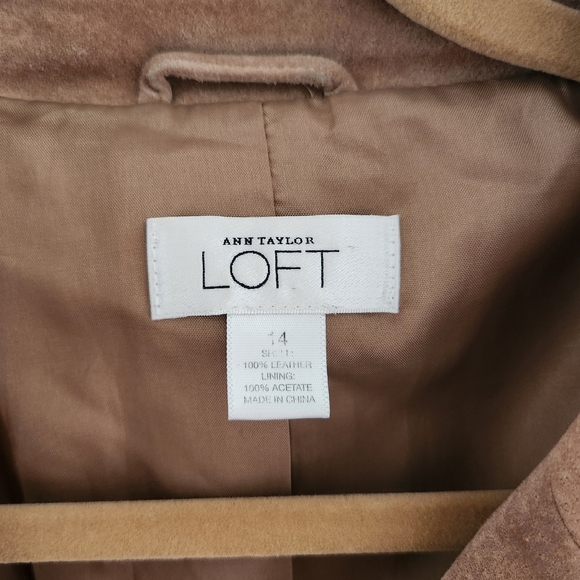 ANN TAYLOR
LOFT
14
100% LEATHER
LINING:
100% ACETATE
MADE IN CHINA